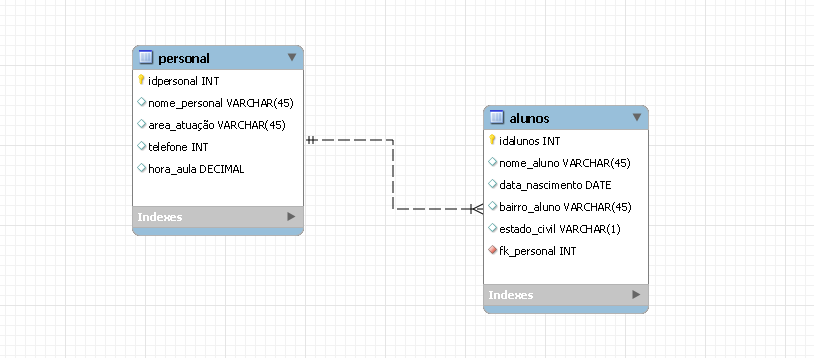 personal
idpersonal INT
nome_personal VARCHAR(45)
area_atuação VARCHAR(45)
telefone INT
hora_aula DECIMAL
Indexes
alunos
idalunos INT
nome_aluno VARCHAR(45)
data_nascimento DATE
bairro_aluno VARCHAR(45)
estado_civil VARCHAR(1)
fk_personal INT
Indexes